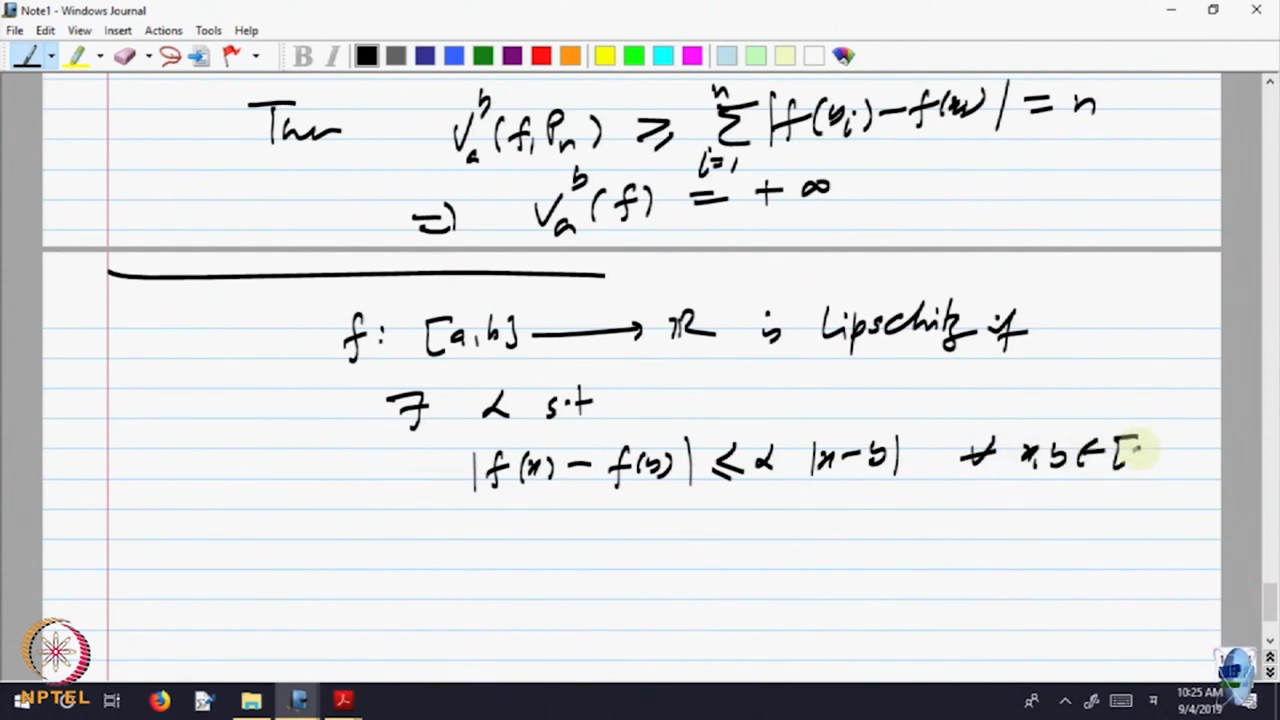 Note1 - Windows Journal
File Edit View Insert Actions Tools Help
Then V_a^b (f, P_n) ≥ Σ_{i=1}^n |f(y_i) - f(x_i)| = n
=) V_a^b (f) = + ∞
f: [a, b] → ℝ is Lipschitz if
∃ α s.t
|f(x) - f(y)| ≤ α |x - y| ∀ x, y ∈ [
NPTEL
10:25 AM
9/4/2019